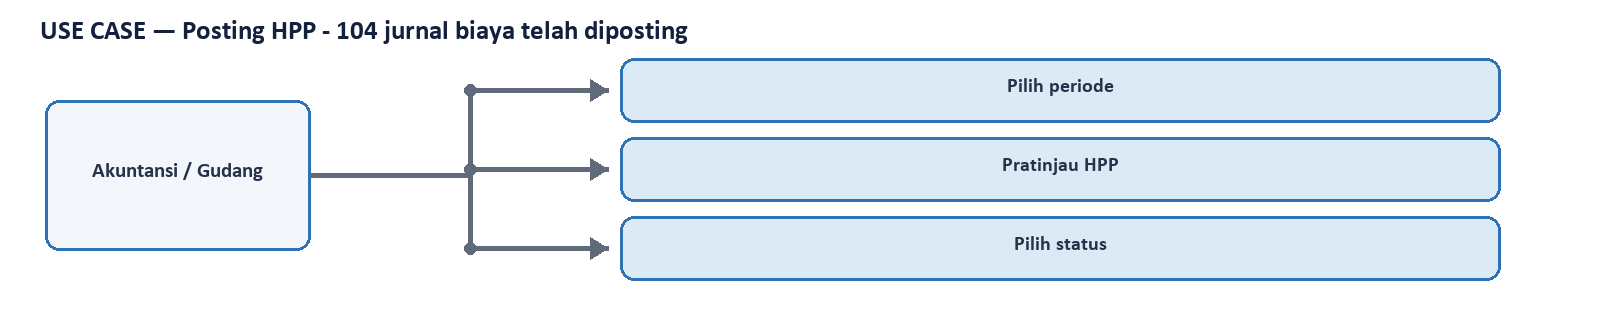 USE CASE — Posting HPP - 104 jurnal biaya telah diposting
Akuntansi / Gudang
Pilih periode
Pratinjau HPP
Pilih status